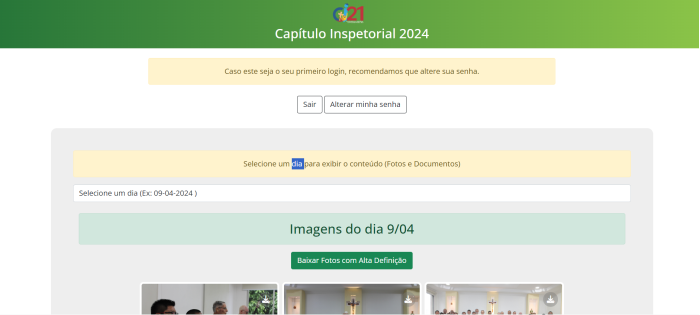 21
Capítulo Inspetorial 2024
Caso este seja o seu primeiro login, recomendamos que altere sua senha.
Sair
Alterar minha senha
Selecione um dia para exibir o conteúdo (Fotos e Documentos)
Selecione um dia (Ex: 09-04-2024 )
Imagens do dia 9/04
Baixar Fotos com Alta Definição